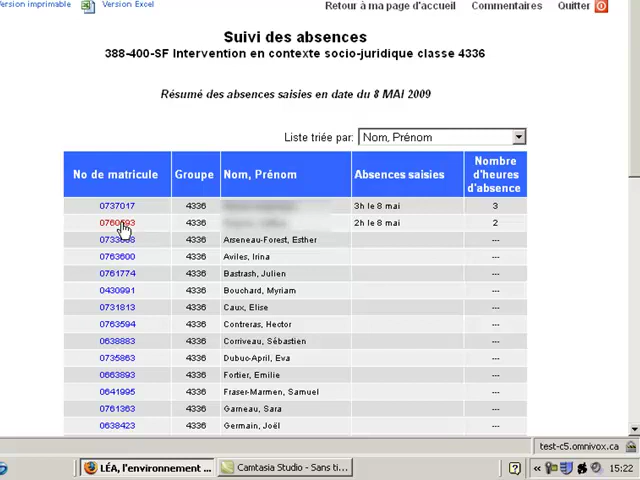 Version imprimable Version Excel Retour à ma page d'accueil Commentaires Quitter
Suivi des absences
388-400-SF Intervention en contexte socio-juridique classe 4336
Résumé des absences saisies en date du 8 MAI 2009
Liste triée par: Nom, Prénom
No de matricule Groupe Nom, Prénom Absences saisies Nombre d'heures d'absence
0737017 4336 3h le 8 mai 3
4336 2h le 8 mai 2
4336 Arseneau-Forest, Esther ---
0763600 4336 Aviles, Irina ---
0761774 4336 Bastrash, Julien ---
0430991 4336 Bouchard, Myriam ---
0731813 4336 Caux, Elise ---
0763594 4336 Contreras, Hector ---
0638883 4336 Corriveau, Sébastien ---
0735863 4336 Dubuc-April, Eva ---
0663893 4336 Fortier, Emilie ---
0641995 4336 Fraser-Marmen, Samuel ---
0761363 4336 Garneau, Sara ---
0638423 4336 Germain, Joël ---
test-c5.omnivox.ca
LÉA, l'environnement ... Camtasia Studio - Sans ti... ? « 15:22